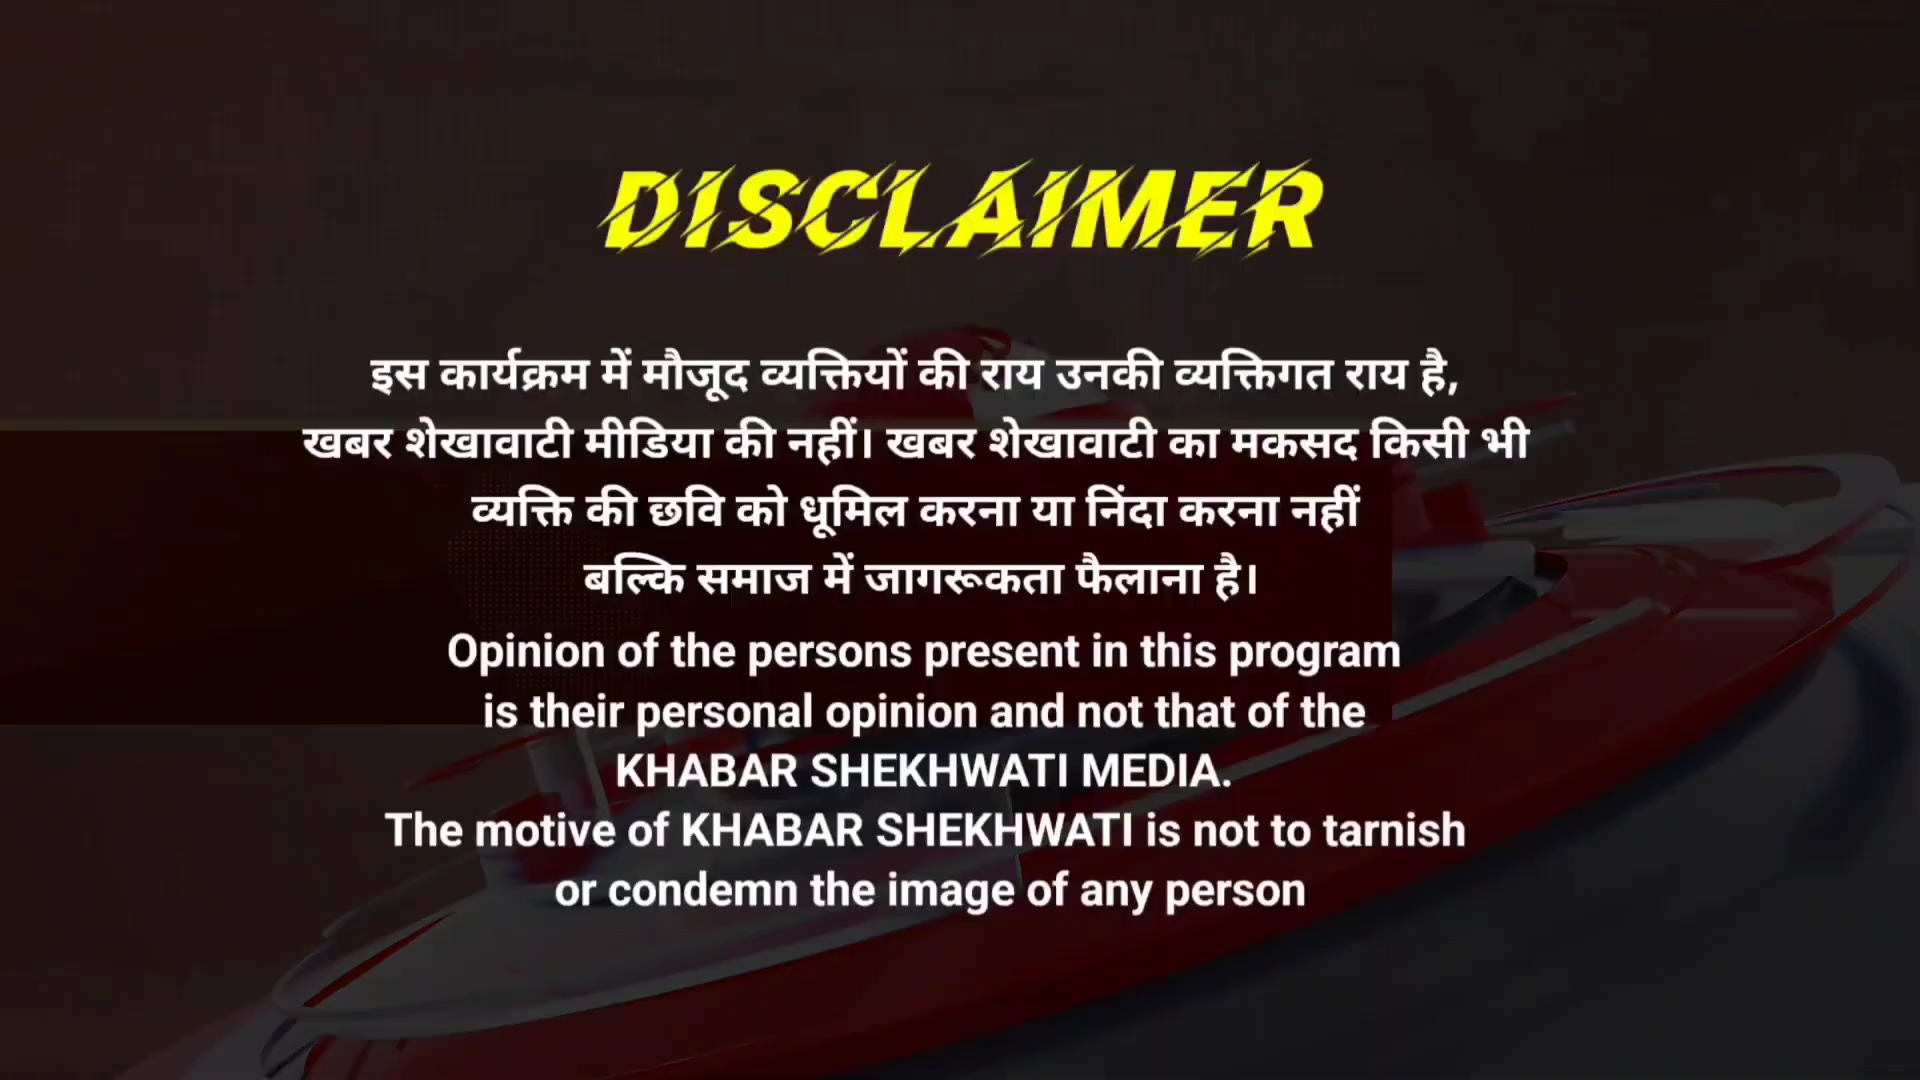 DISCLAIMER
इस कार्यक्रम में मौजूद व्यक्तियों की राय उनकी व्यक्तिगत राय है,
खबर शेखावाटी मीडिया की नहीं। खबर शेखावाटी का मकसद किसी भी
व्यक्ति की छवि को धूमिल करना या निंदा करना नहीं
बल्कि समाज में जागरूकता फैलाना है।
Opinion of the persons present in this program
is their personal opinion and not that of the
KHABAR SHEKHWATI MEDIA.
The motive of KHABAR SHEKHWATI is not to tarnish
or condemn the image of any person